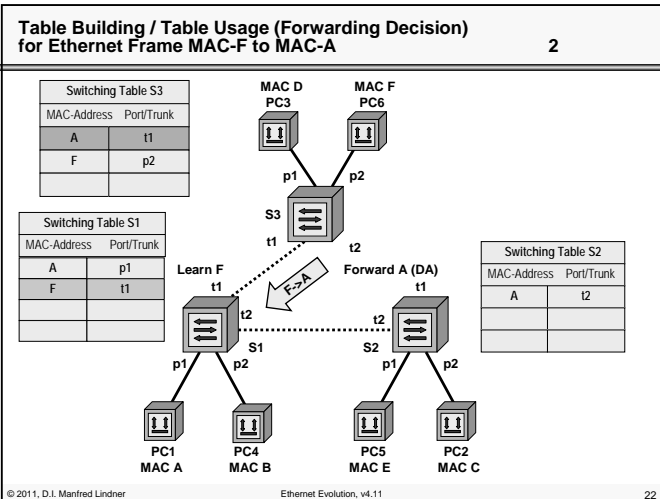 Table Building / Table Usage (Forwarding Decision)
for Ethernet Frame MAC-F to MAC-A 2
Switching Table S3
MAC-Address Port/Trunk
A t1
F p2
MAC D
PC3
MAC F
PC6
p1 p2
S3
t1 t2
Switching Table S1
MAC-Address Port/Trunk
A p1
F t1
Learn F
t1
F->A
Forward A (DA)
t1
Switching Table S2
MAC-Address Port/Trunk
A t2
t2 t2
S1 S2
p1 p2 p1 p2
PC1
MAC A
PC4
MAC B
PC5
MAC E
PC2
MAC C
© 2011, D.I. Manfred Lindner Ethernet Evolution, v4.11 22